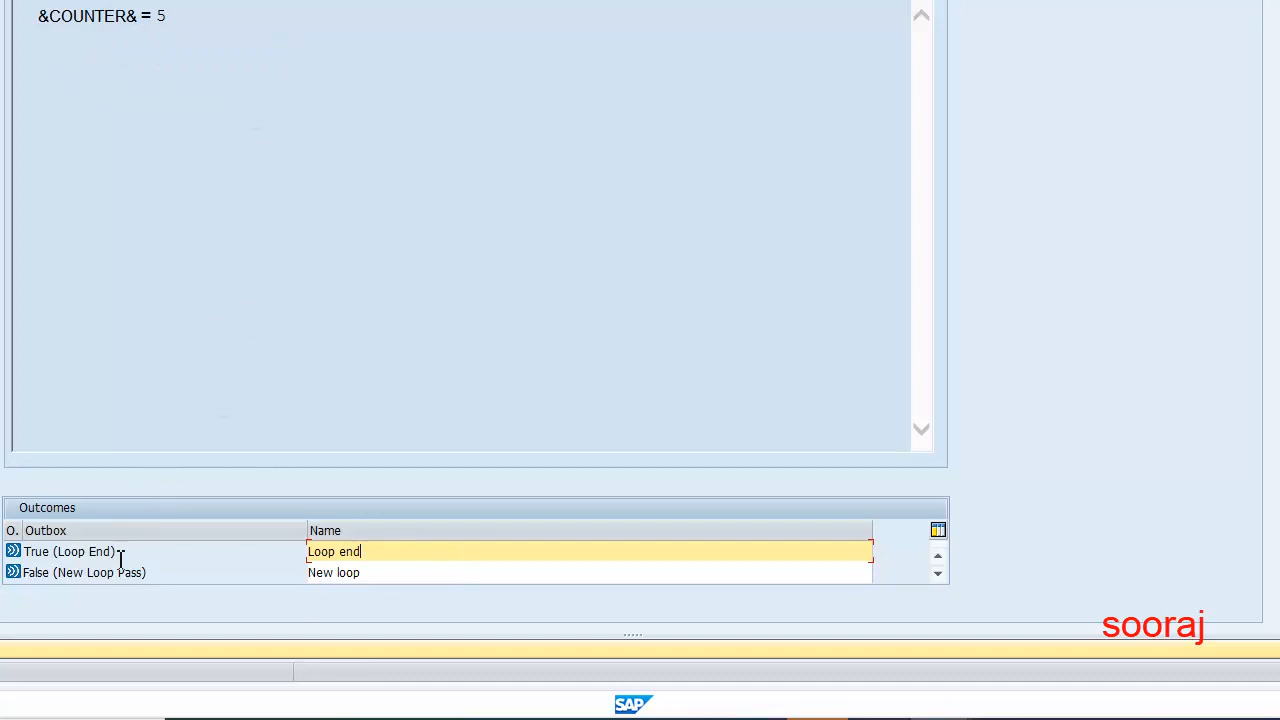 &COUNTER& = 5
Outcomes
O. Outbox Name
True (Loop End) Loop end
False (New Loop Pass) New loop
sooraj
SAP